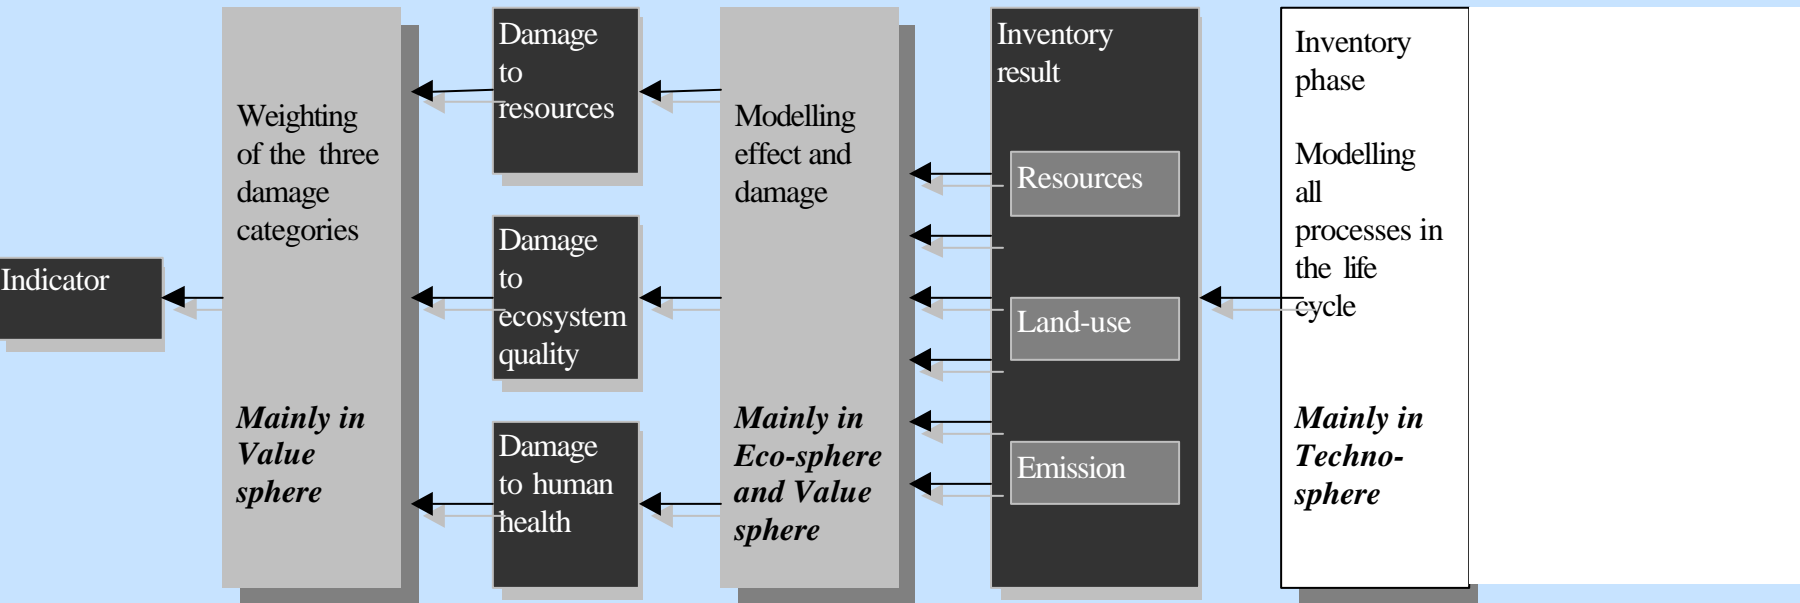 Indicator
Weighting
of the three
damage
categories
Mainly in
Value
sphere
Damage
to
resources
Damage
to
ecosystem
quality
Damage
to human
health
Modelling
effect and
damage
Mainly in
Eco-sphere
and Value
sphere
Inventory
result
Resources
Land-use
Emission
Inventory
phase
Modelling
all
processes in
the life
cycle
Mainly in
Techno-
sphere